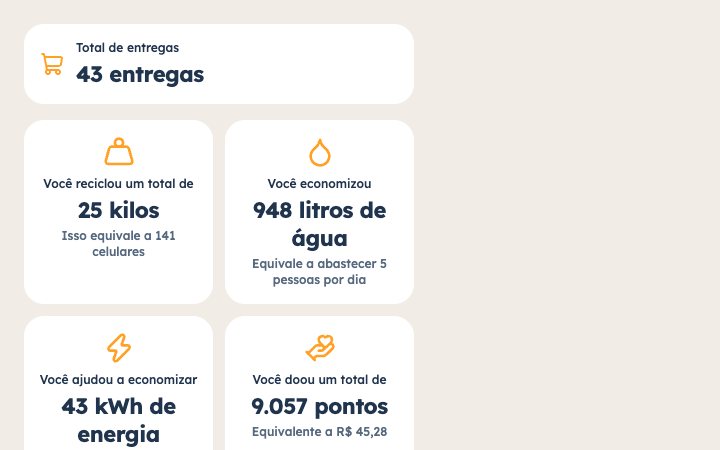 Total de entregas
43 entregas
Você reciclou um total de
25 kilos
Isso equivale a 141
celulares
Você economizou
948 litros de
água
Equivale a abastecer 5
pessoas por dia
Você ajudou a economizar
43 kWh de
energia
Você doou um total de
9.057 pontos
Equivalente a R$ 45,28